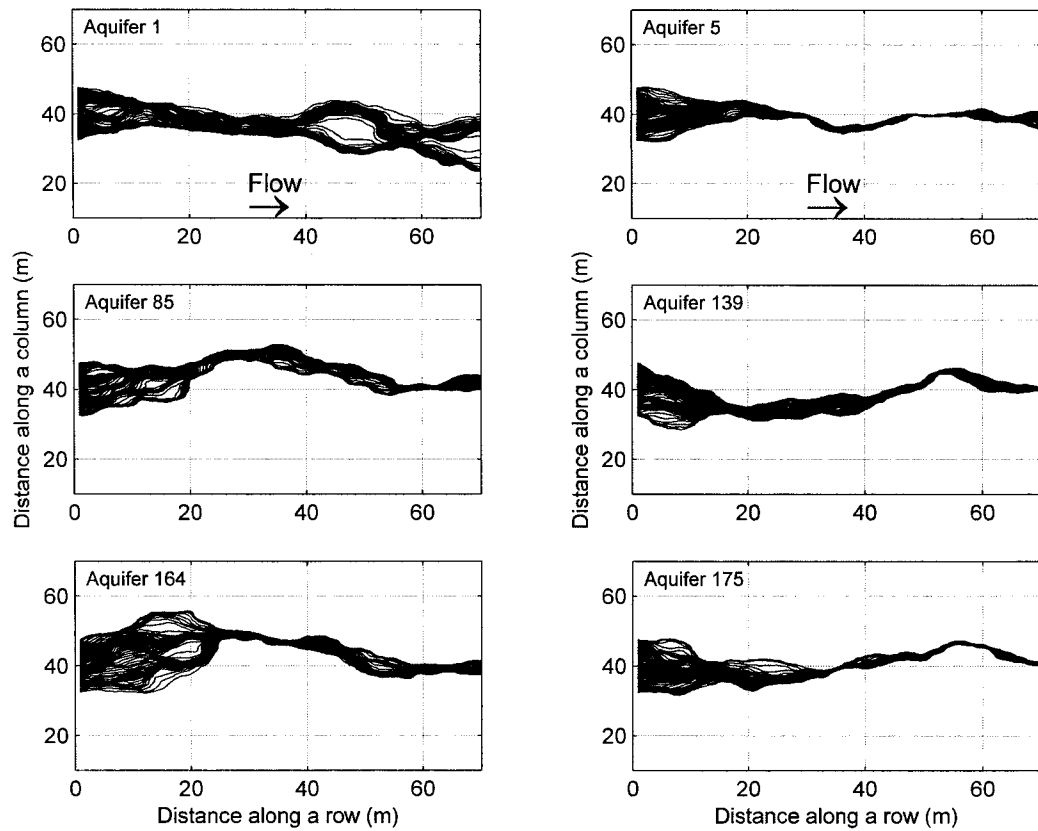 Aquifer 1
60
40
20
Flow
0 20 40 60
Aquifer 5
60
40
20
Flow
0 20 40 60
Distance along a column (m)
Aquifer 85
60
40
20
0 20 40 60
Distance along a column (m)
Aquifer 139
60
40
20
0 20 40 60
Aquifer 164
60
40
20
0 20 40 60
Distance along a row (m)
Aquifer 175
60
40
20
0 20 40 60
Distance along a row (m)